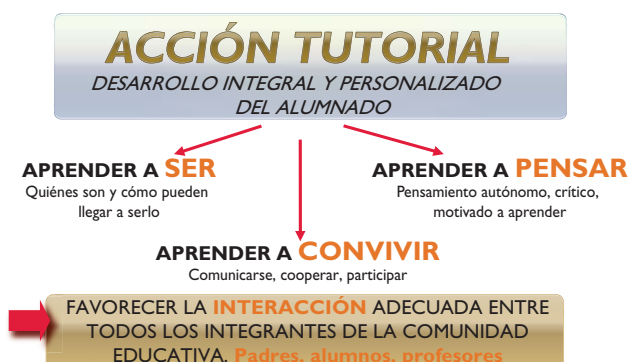 ACCIÓN TUTORIAL
DESARROLLO INTEGRAL Y PERSONALIZADO
DEL ALUMNADO
APRENDER A SER
Quiénes son y cómo pueden
llegar a serlo
APRENDER A PENSAR
Pensamiento autónomo, crítico,
motivado a aprender
APRENDER A CONVIVIR
Comunicarse, cooperar, participar
FAVORECER LA INTERACCIÓN ADECUADA ENTRE
TODOS LOS INTEGRANTES DE LA COMUNIDAD
EDUCATIVA. Padres, alumnos, profesores